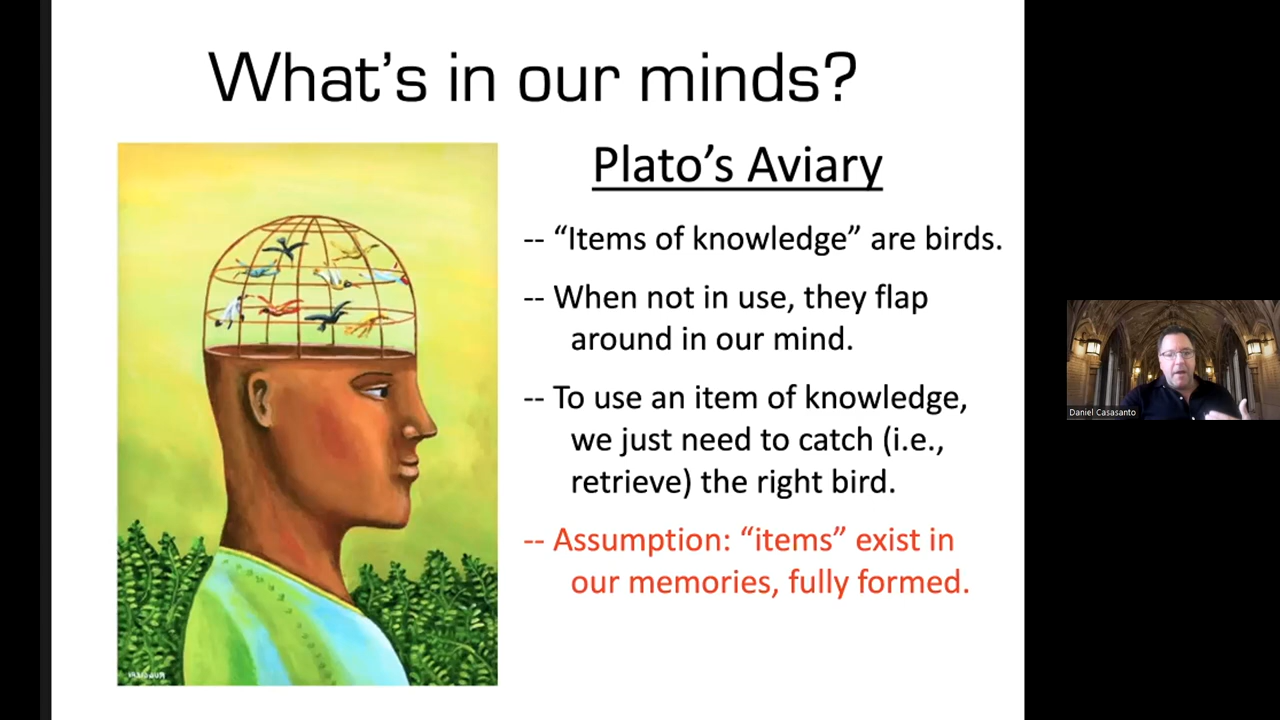 What's in our minds?
Plato's Aviary
-- “Items of knowledge” are birds.
-- When not in use, they flap
around in our mind.
-- To use an item of knowledge,
we just need to catch (i.e.,
retrieve) the right bird.
-- Assumption: “items” exist in
our memories, fully formed.
Daniel Casasanto